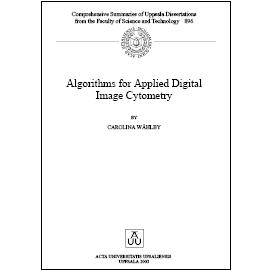 Comprehensive Summaries of Uppsala Dissertations
from the Faculty of Science and Technology 896
Algorithms for Applied Digital
Image Cytometry
BY
CAROLINA WÄHLBY
ACTA UNIVERSITATIS UPSALIENSIS
UPPSALA 2003